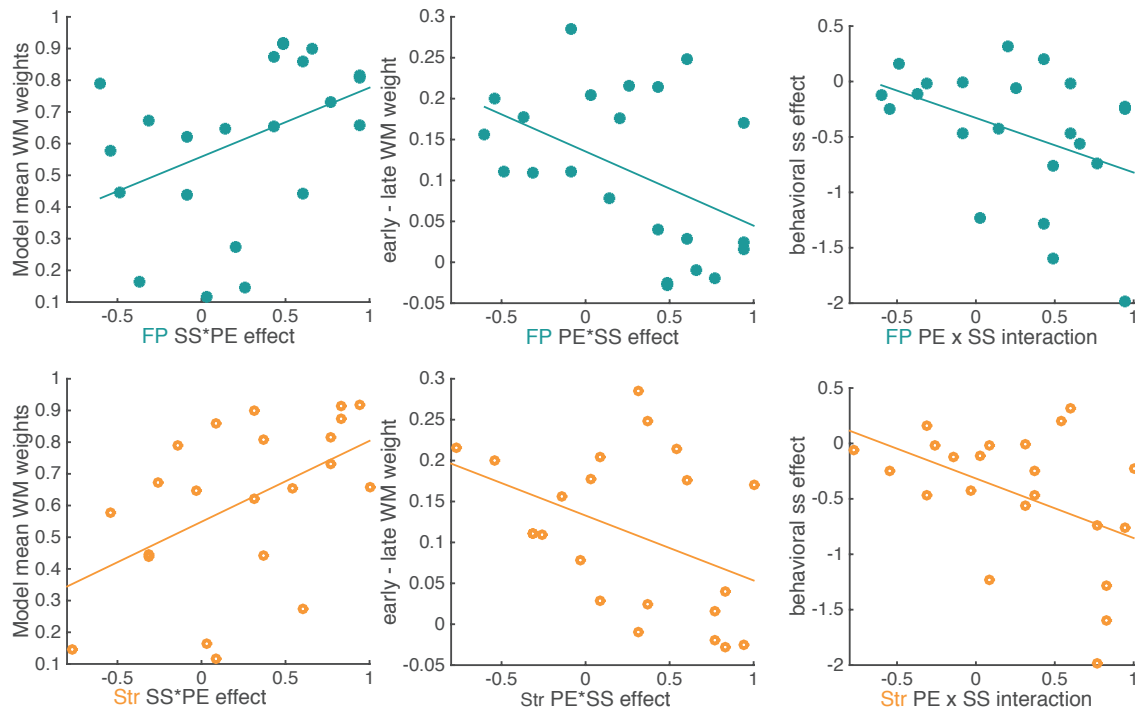 Model mean WM weights
1
0.9
0.8
0.7
0.6
0.5
0.4
0.3
0.2
0.1
-0.5 0 0.5 1
FP SS*PE effect
early - late WM weight
0.3
0.25
0.2
0.15
0.1
0.05
0
-0.05
-0.5 0 0.5 1
FP PE*SS effect
behavioral ss effect
0.5
0
-0.5
-1
-1.5
-2
-0.5 0 0.5 1
FP PE x SS interaction
Model mean WM weights
1
0.9
0.8
0.7
0.6
0.5
0.4
0.3
0.2
0.1
-0.5 0 0.5 1
Str SS*PE effect
early - late WM weight
0.3
0.25
0.2
0.15
0.1
0.05
0
-0.05
-0.5 0 0.5 1
Str PE*SS effect
behavioral ss effect
0.5
0
-0.5
-1
-1.5
-2
-0.5 0 0.5 1
Str PE x SS interaction